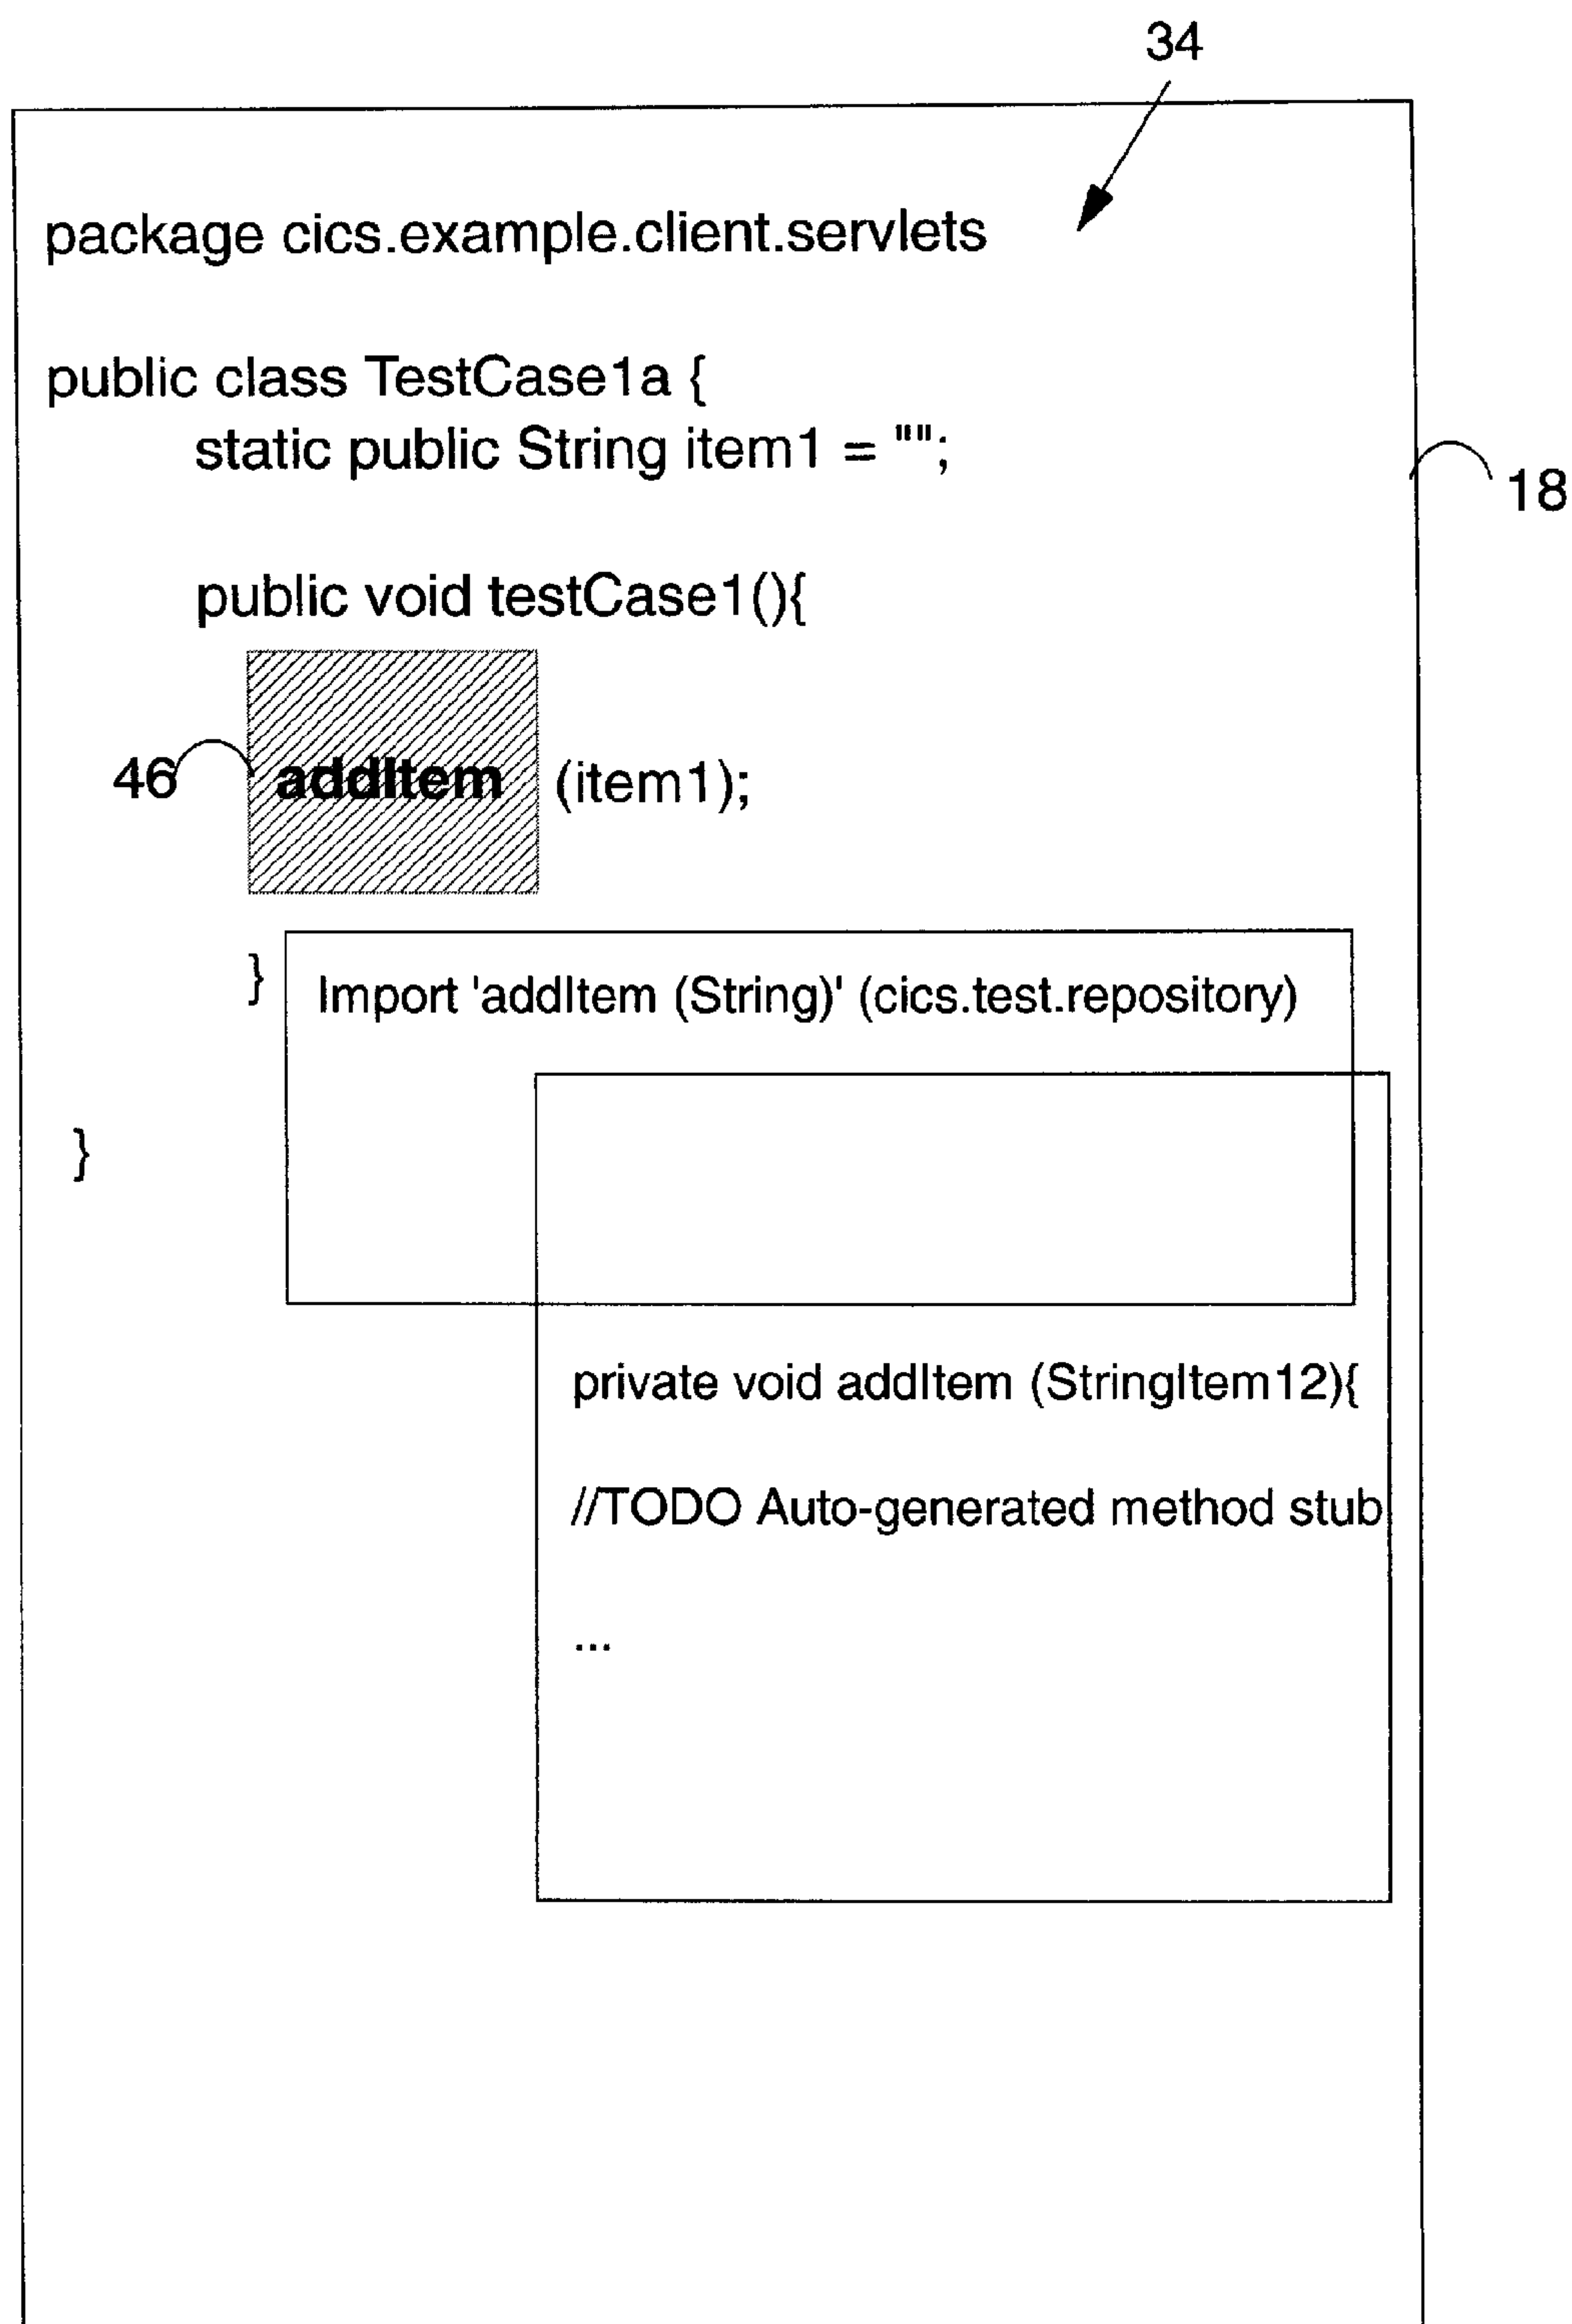 34
package cics.example.client.servlets
public class TestCase1a {
static public String item1 = "";
18
public void testCase1(){
46 addItem (item1);
}
Import 'addItem (String)' (cics.test.repository)
}
private void addItem (StringItem12){
//TODO Auto-generated method stub
...